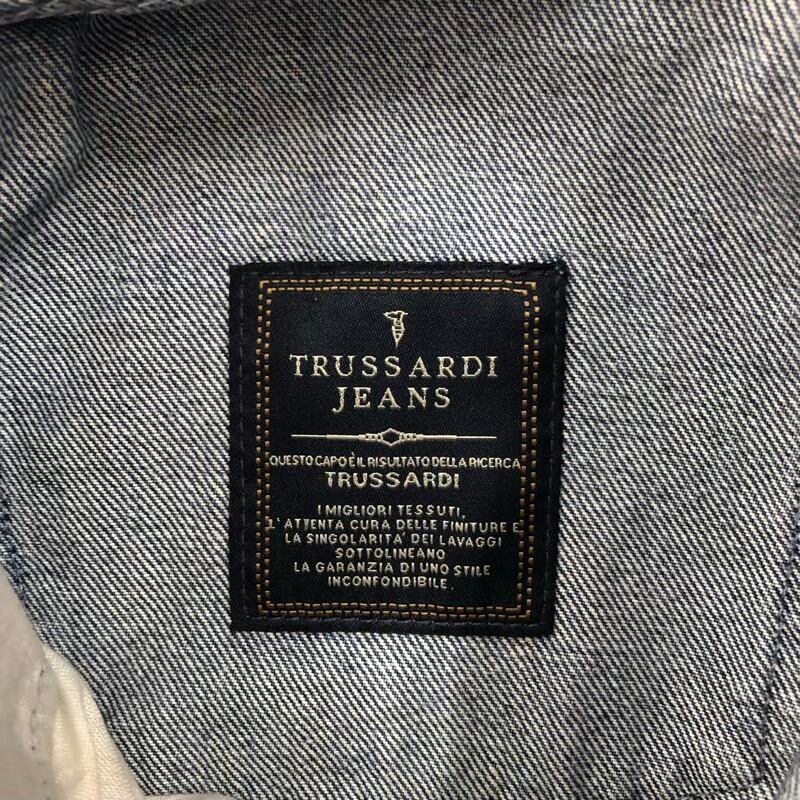 TRUSSARDI
JEANS
QUESTO CAPO È IL RISULTATO DELLA RICERCA
TRUSSARDI
I MIGLIORI TESSUTI,
L'ATTENTA CURA DELLE FINITURE E
LA SINGOLARITA' DEI LAVAGGI
SOTTOLINEANO
LA GARANZIA DI UNO STILE
INCONFONDIBILE.